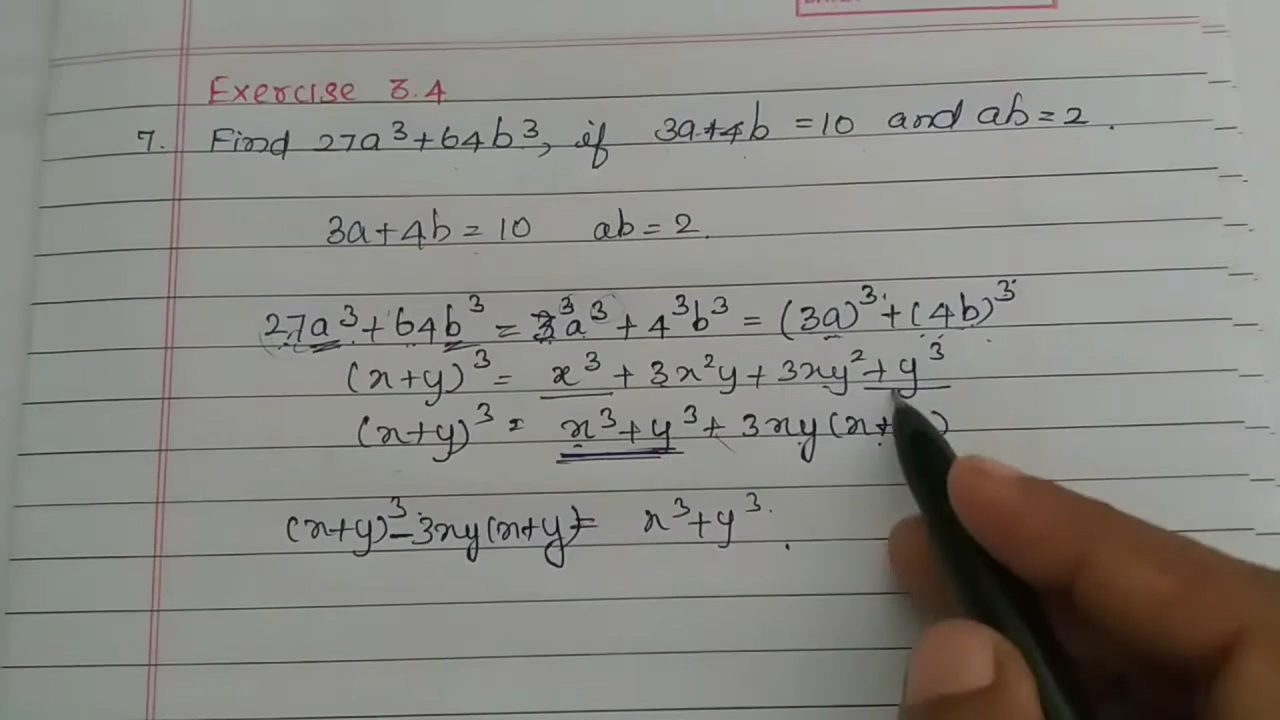 Exercise 3.4
7. Find 27a³+64b³, if 3a+4b = 10 and ab = 2.
3a+4b = 10 ab = 2.
27a³+64b³ = 3³a³ + 4³b³ = (3a)³+(4b)³
(x+y)³ = x³ + 3x²y + 3xy² + y³
(x+y)³ = x³+y³ + 3xy(x+ )
(x+y)³-3xy(x+y) = x³+y³.